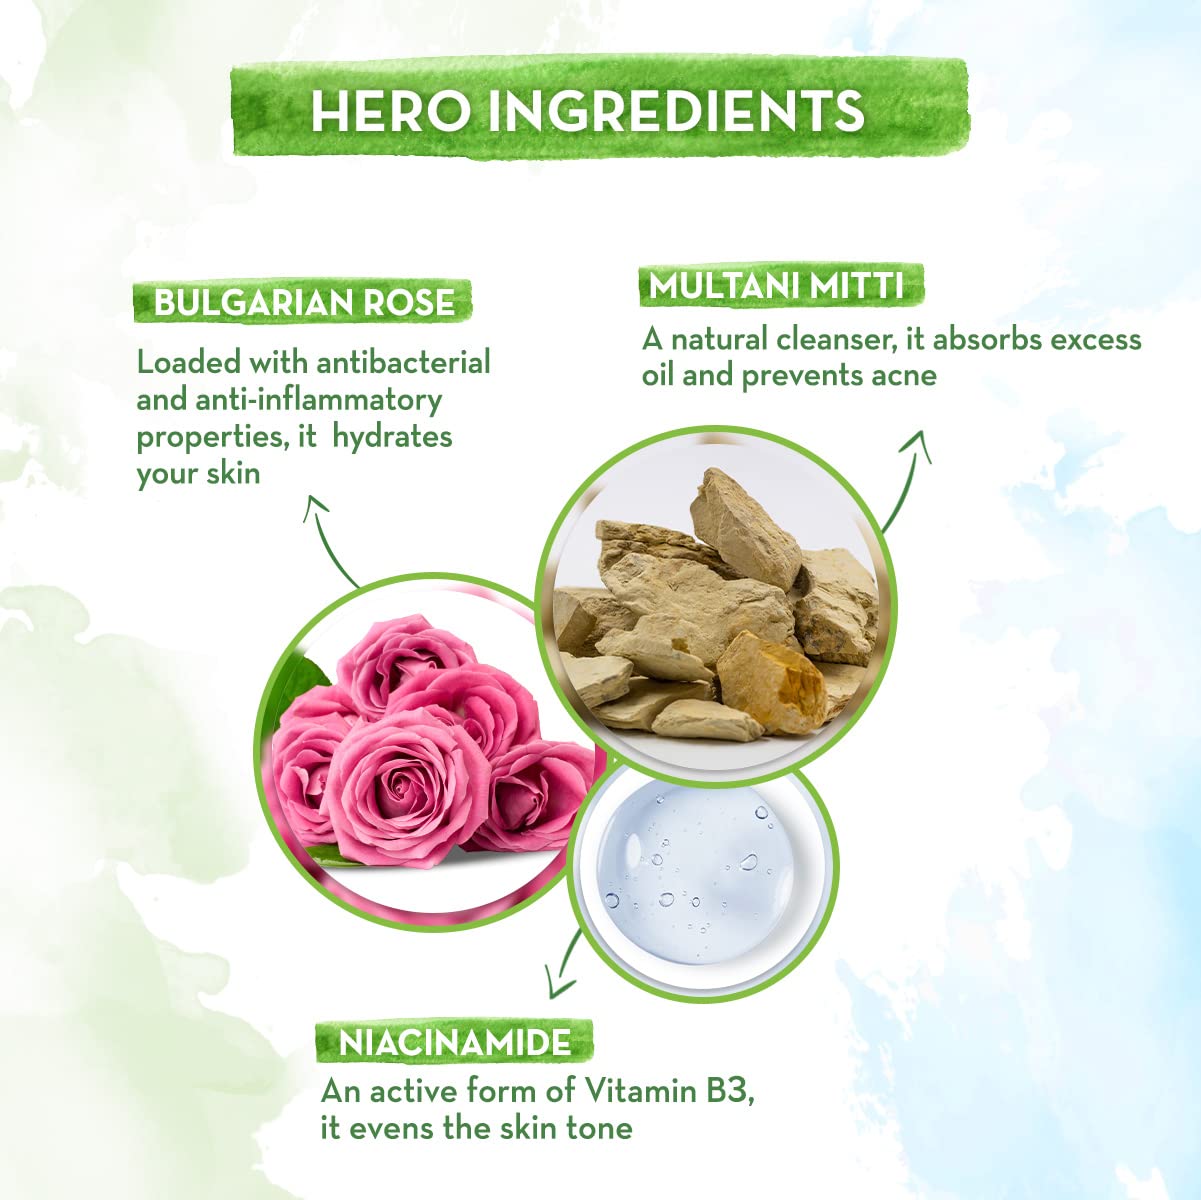 HERO INGREDIENTS
BULGARIAN ROSE
Loaded with antibacterial
and anti-inflammatory
properties, it hydrates
your skin
MULTANI MITTI
A natural cleanser, it absorbs excess
oil and prevents acne
NIACINAMIDE
An active form of Vitamin B3,
it evens the skin tone